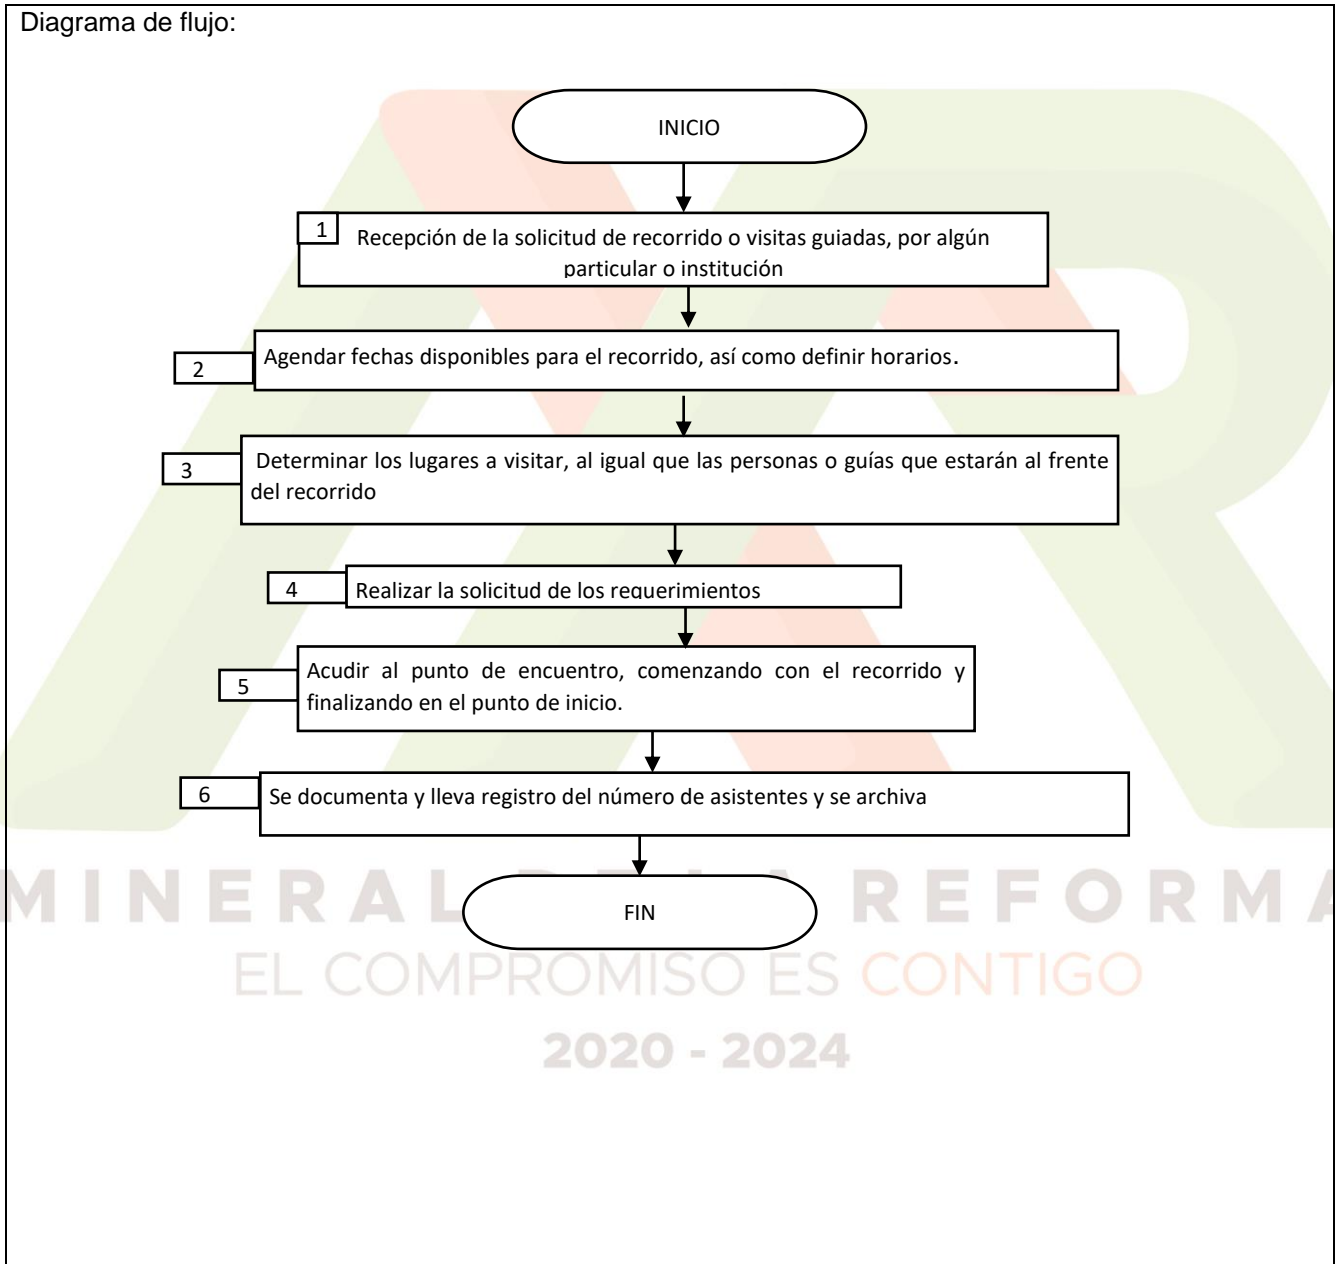 Diagrama de flujo:
INICIO
1
Recepción de la solicitud de recorrido o visitas guiadas, por algún
particular o institución
2
Agendar fechas disponibles para el recorrido, así como definir horarios.
3
Determinar los lugares a visitar, al igual que las personas o guías que estarán al frente
del recorrido
4
Realizar la solicitud de los requerimientos
5
Acudir al punto de encuentro, comenzando con el recorrido y
finalizando en el punto de inicio.
6
Se documenta y lleva registro del número de asistentes y se archiva
FIN
MINERAL DE LA REFORMA
EL COMPROMISO ES CONTIGO
2020 - 2024